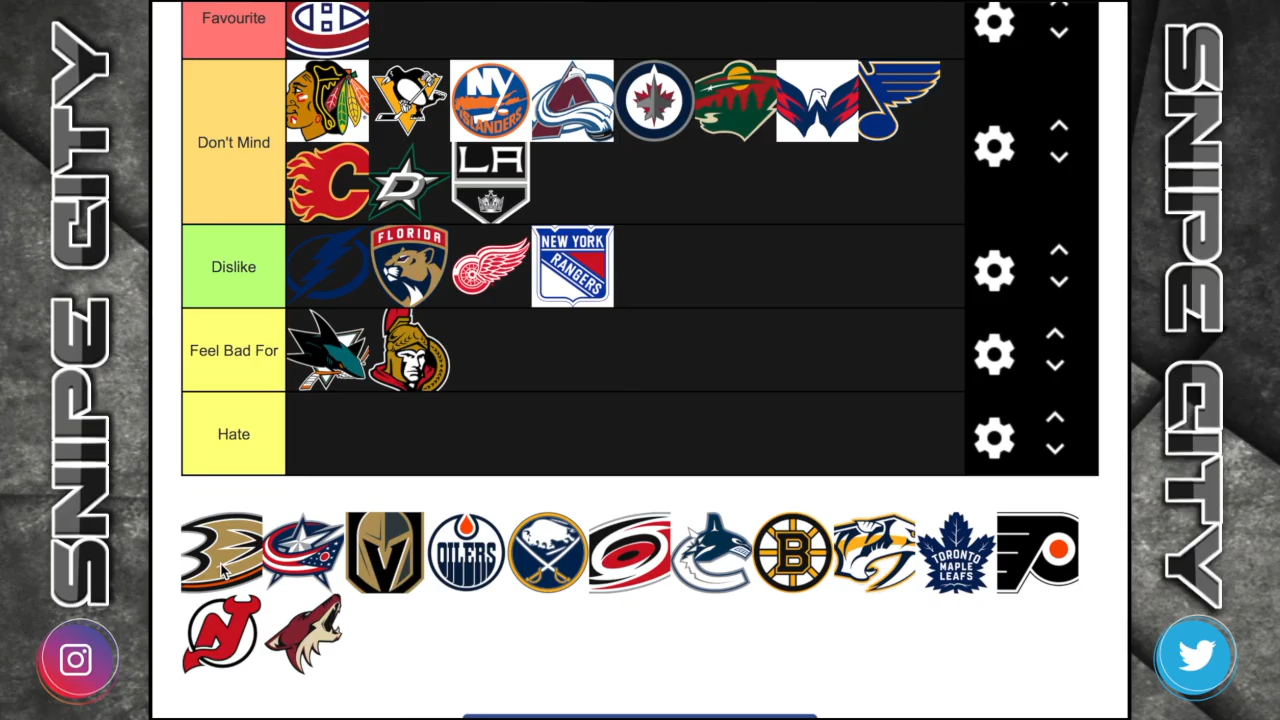 SNIPE CITY
SNIPE CITY
Favourite
Don't Mind
NY
ISLANDERS
LA
Dislike
FLORIDA
NEW YORK
RANGERS
Feel Bad For
Hate
OILERS
B
TORONTO
MAPLE
LEAFS